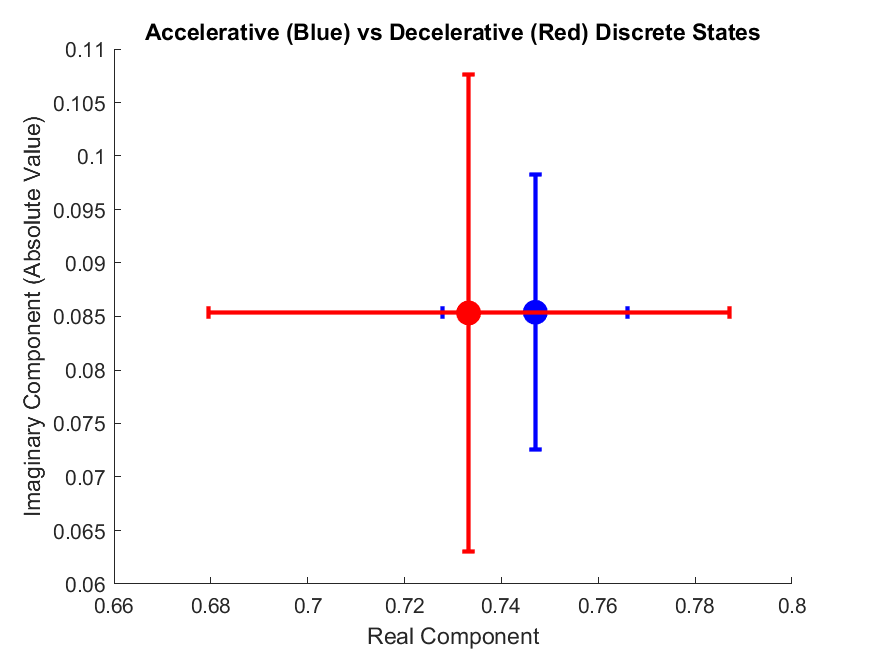 Accelerative (Blue) vs Decelerative (Red) Discrete States
0.11
0.105
0.1
0.095
0.09
0.085
0.08
0.075
0.07
0.065
0.06
Imaginary Component (Absolute Value)
0.66 0.68 0.7 0.72 0.74 0.76 0.78 0.8
Real Component